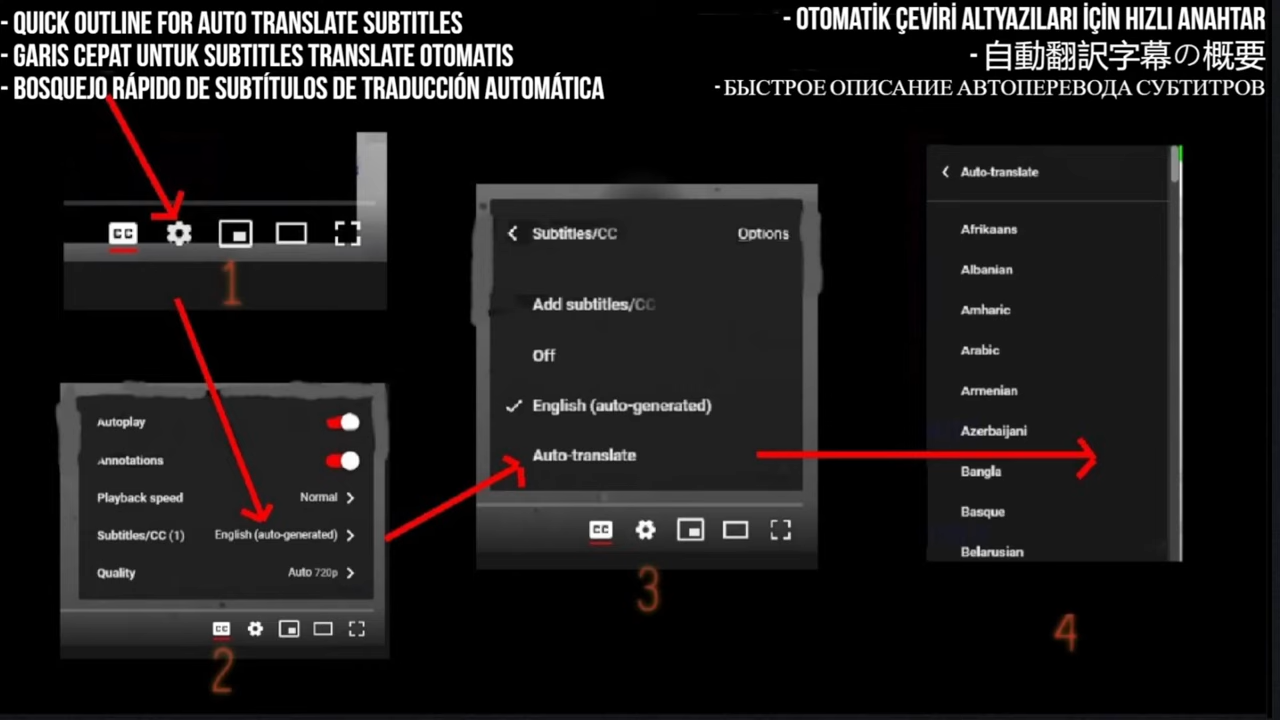 - QUICK OUTLINE FOR AUTO TRANSLATE SUBTITLES
- GARIS CEPAT UNTUK SUBTITLES TRANSLATE OTOMATIS
- BOSQUEJO RÁPIDO DE SUBTÍTULOS DE TRADUCCIÓN AUTOMÁTICA
- OTOMATİK ÇEVİRİ ALTYAZILARI İÇİN HIZLI ANAHTAR
- 自動翻訳字幕の概要
- БЫСТРОЕ ОПИСАНИЕ АВТОПЕРЕВОДА СУБТИТРОВ
CC
1
Autoplay
Annotations
Playback speed Normal
Subtitles/CC (1) English (auto-generated)
Quality Auto 720p
CC
2
Subtitles/CC Options
Add subtitles/CC
Off
English (auto-generated)
Auto-translate
CC
3
Auto-translate
Afrikaans
Albanian
Amharic
Arabic
Armenian
Azerbaijani
Bangla
Basque
Belarusian
4